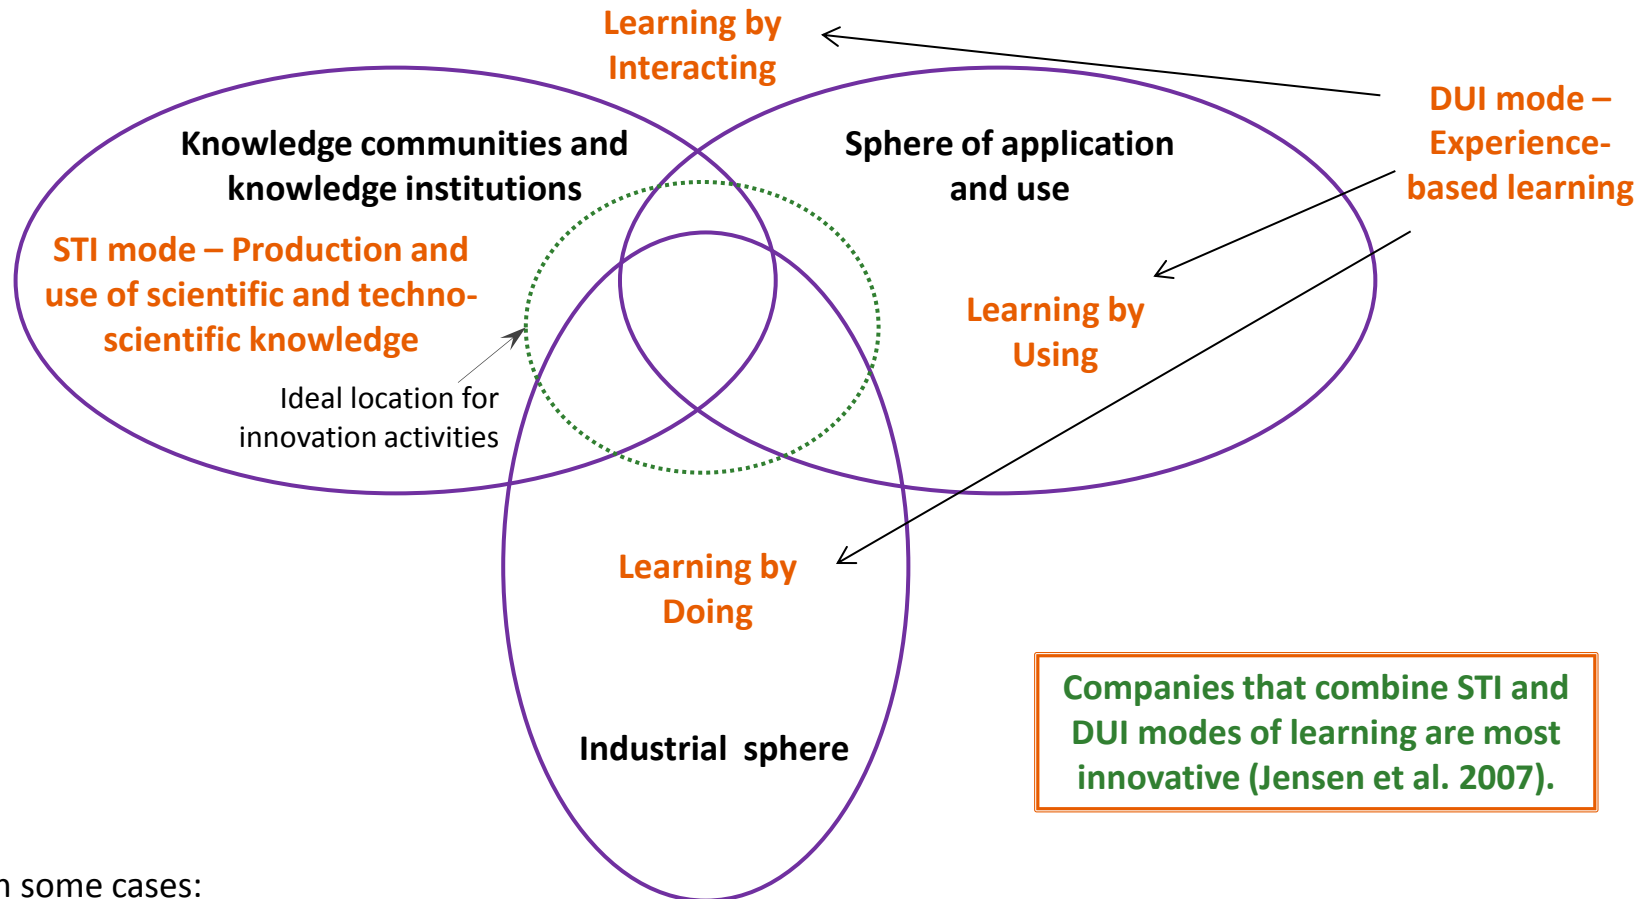 Learning by
Interacting
DUI mode –
Experience-
based learning
Knowledge communities and
knowledge institutions
Sphere of application
and use
STI mode – Production and
use of scientific and techno-
scientific knowledge
Learning by
Using
Ideal location for
innovation activities
Learning by
Doing
Industrial sphere
Companies that combine STI and
DUI modes of learning are most
innovative (Jensen et al. 2007).
some cases: